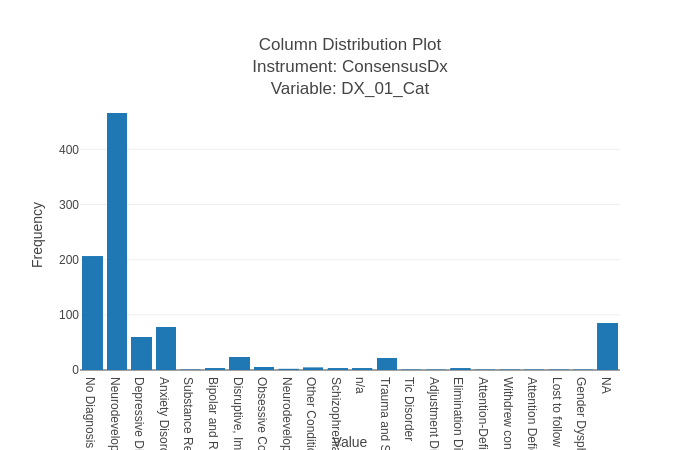 Column Distribution Plot
Instrument: ConsensusDx
Variable: DX_01_Cat
Frequency
400
300
200
100
0
No Diagnosis
Neurodevelop
Depressive D
Anxiety Disor
Substance Re
Bipolar and R
Disruptive, Im
Obsessive Co
Neurodevelop
Other Conditi
Schizophren
n/a
Trauma and S
Tic Disorder
Adjustment D
Elimination Di
Attention-Defi
Withdrew con
Attention Defi
Lost to follow
Gender Dysph
NA
Value